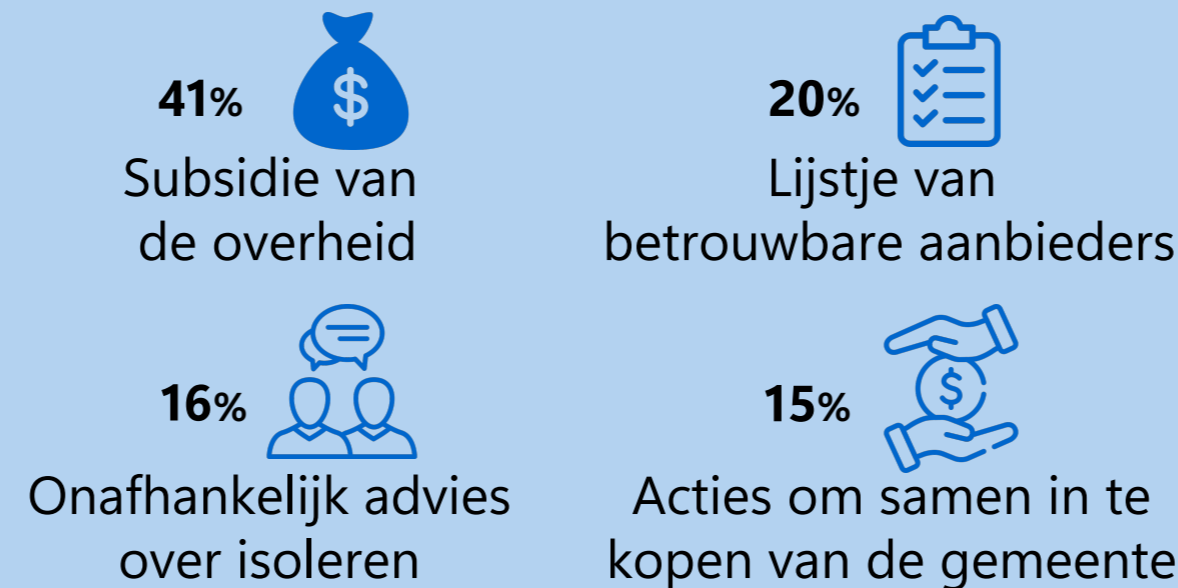 41%
Subsidie van
de overheid
20%
Lijstje van
betrouwbare aanbieders
16%
Onafhankelijk advies
over isoleren
15%
Acties om samen in te
kopen van de gemeente